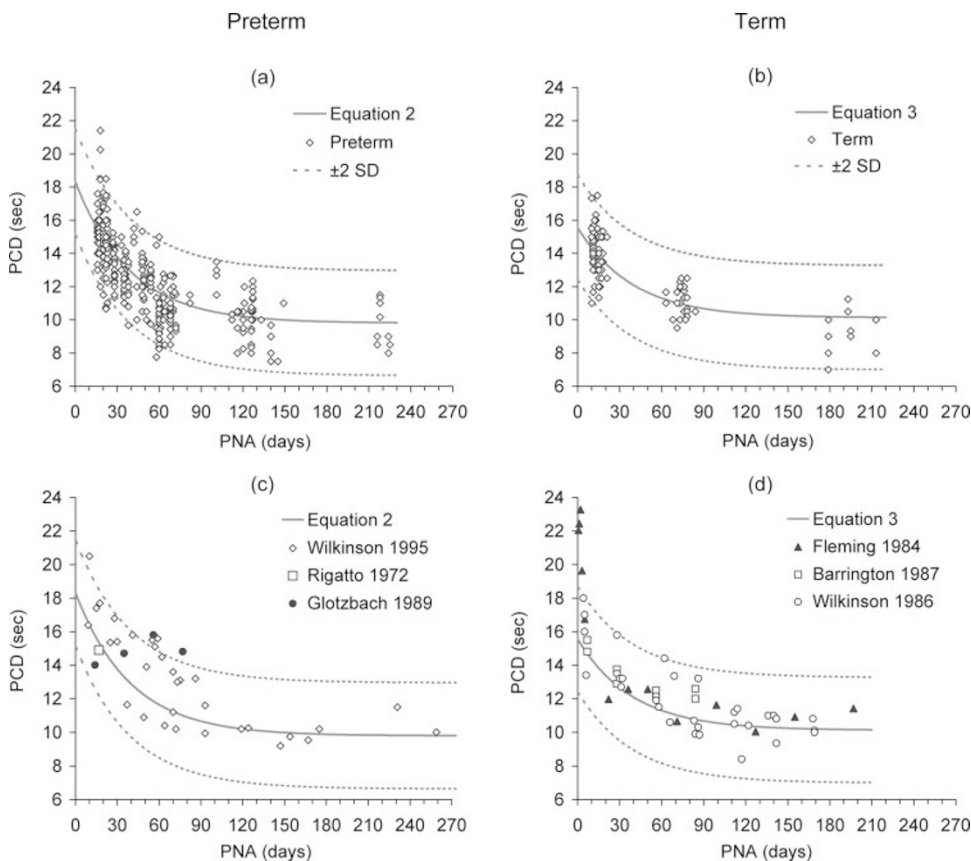 Preterm
Term
(a)
24
22
20
18
16
14
12
10
8
6
PCD (sec)
Equation 2
Preterm
±2 SD
0 30 60 90 120 150 180 210 240 270
PNA (days)
(b)
24
22
20
18
16
14
12
10
8
6
PCD (sec)
Equation 3
Term
±2 SD
0 30 60 90 120 150 180 210 240 270
PNA (days)
(c)
24
22
20
18
16
14
12
10
8
6
PCD (sec)
Equation 2
Wilkinson 1995
Rigatto 1972
Glotzbach 1989
0 30 60 90 120 150 180 210 240 270
PNA (days)
(d)
24
22
20
18
16
14
12
10
8
6
PCD (sec)
Equation 3
Fleming 1984
Barrington 1987
Wilkinson 1986
0 30 60 90 120 150 180 210 240 270
PNA (days)